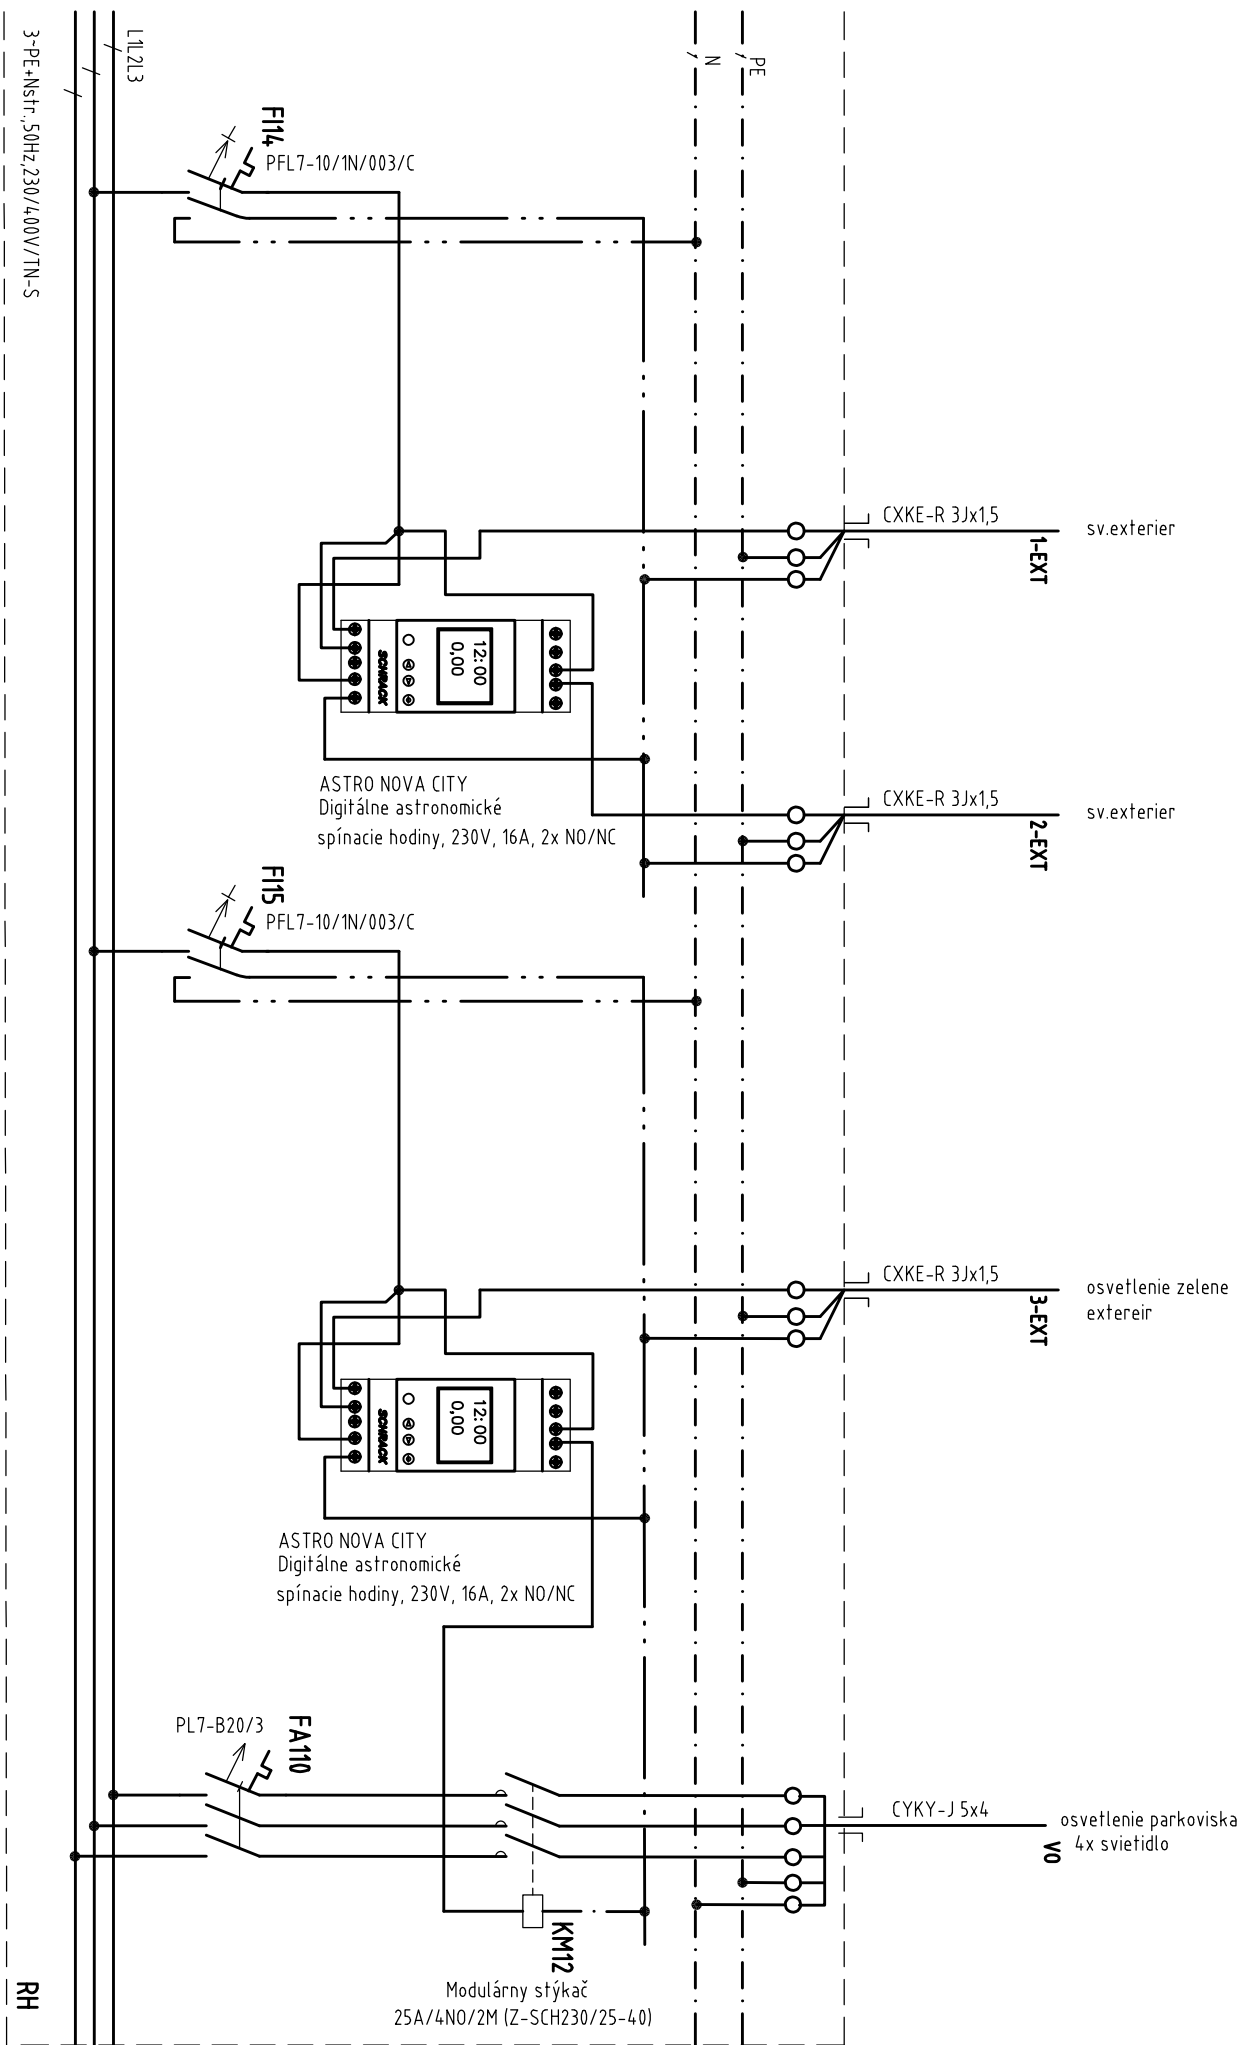 L1L2L3
3~PE+Nstr.,50Hz,230/400V/TN-S
N
PE
FI14
PFL7-10/1N/003/C
CXKE-R 3Jx1,5
1-EXT
sv.exterier
12:00
0,00
SCHRACK
ASTRO NOVA CITY
Digitálne astronomické
spínacie hodiny, 230V, 16A, 2x NO/NC
CXKE-R 3Jx1,5
2-EXT
sv.exterier
FI15
PFL7-10/1N/003/C
CXKE-R 3Jx1,5
3-EXT
osvetlenie zelene
extereir
12:00
0,00
SCHRACK
ASTRO NOVA CITY
Digitálne astronomické
spínacie hodiny, 230V, 16A, 2x NO/NC
PL7-B20/3
FA110
CYKY-J 5x4
VO
osvetlenie parkoviska
4x svietidlo
KM12
Modulárny stýkač
25A/4NO/2M (Z-SCH230/25-40)
RH